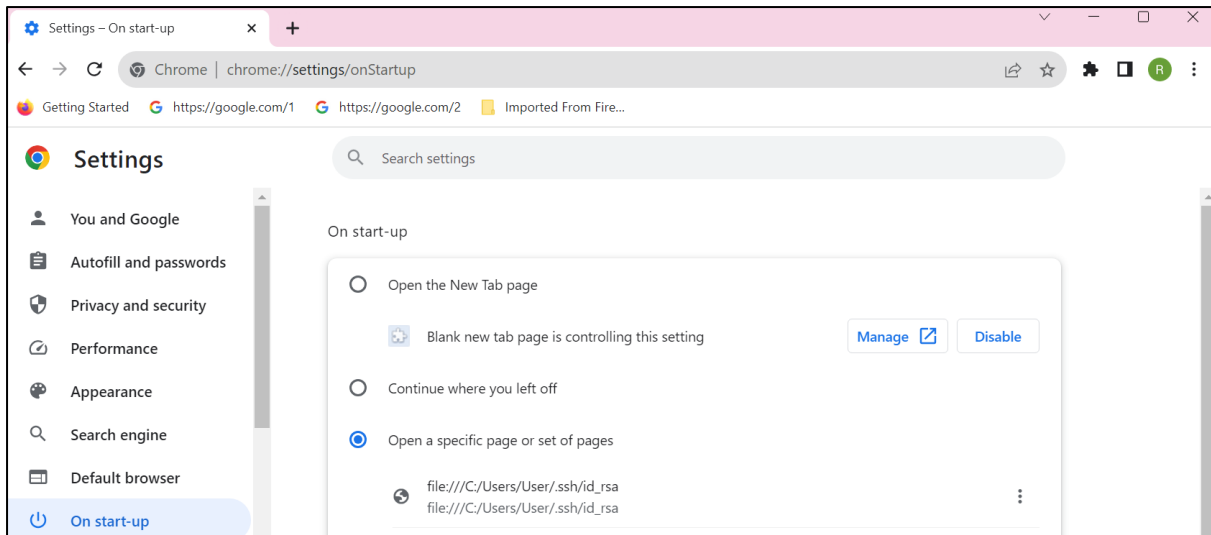 Settings – On start-up
Chrome | chrome://settings/onStartup
R
Getting Started
https://google.com/1
https://google.com/2
Imported From Fire...
Settings
Search settings
You and Google
Autofill and passwords
Privacy and security
Performance
Appearance
Search engine
Default browser
On start-up
On start-up
Open the New Tab page
Blank new tab page is controlling this setting
Manage
Disable
Continue where you left off
Open a specific page or set of pages
file:///C:/Users/User/.ssh/id_rsa
file:///C:/Users/User/.ssh/id_rsa